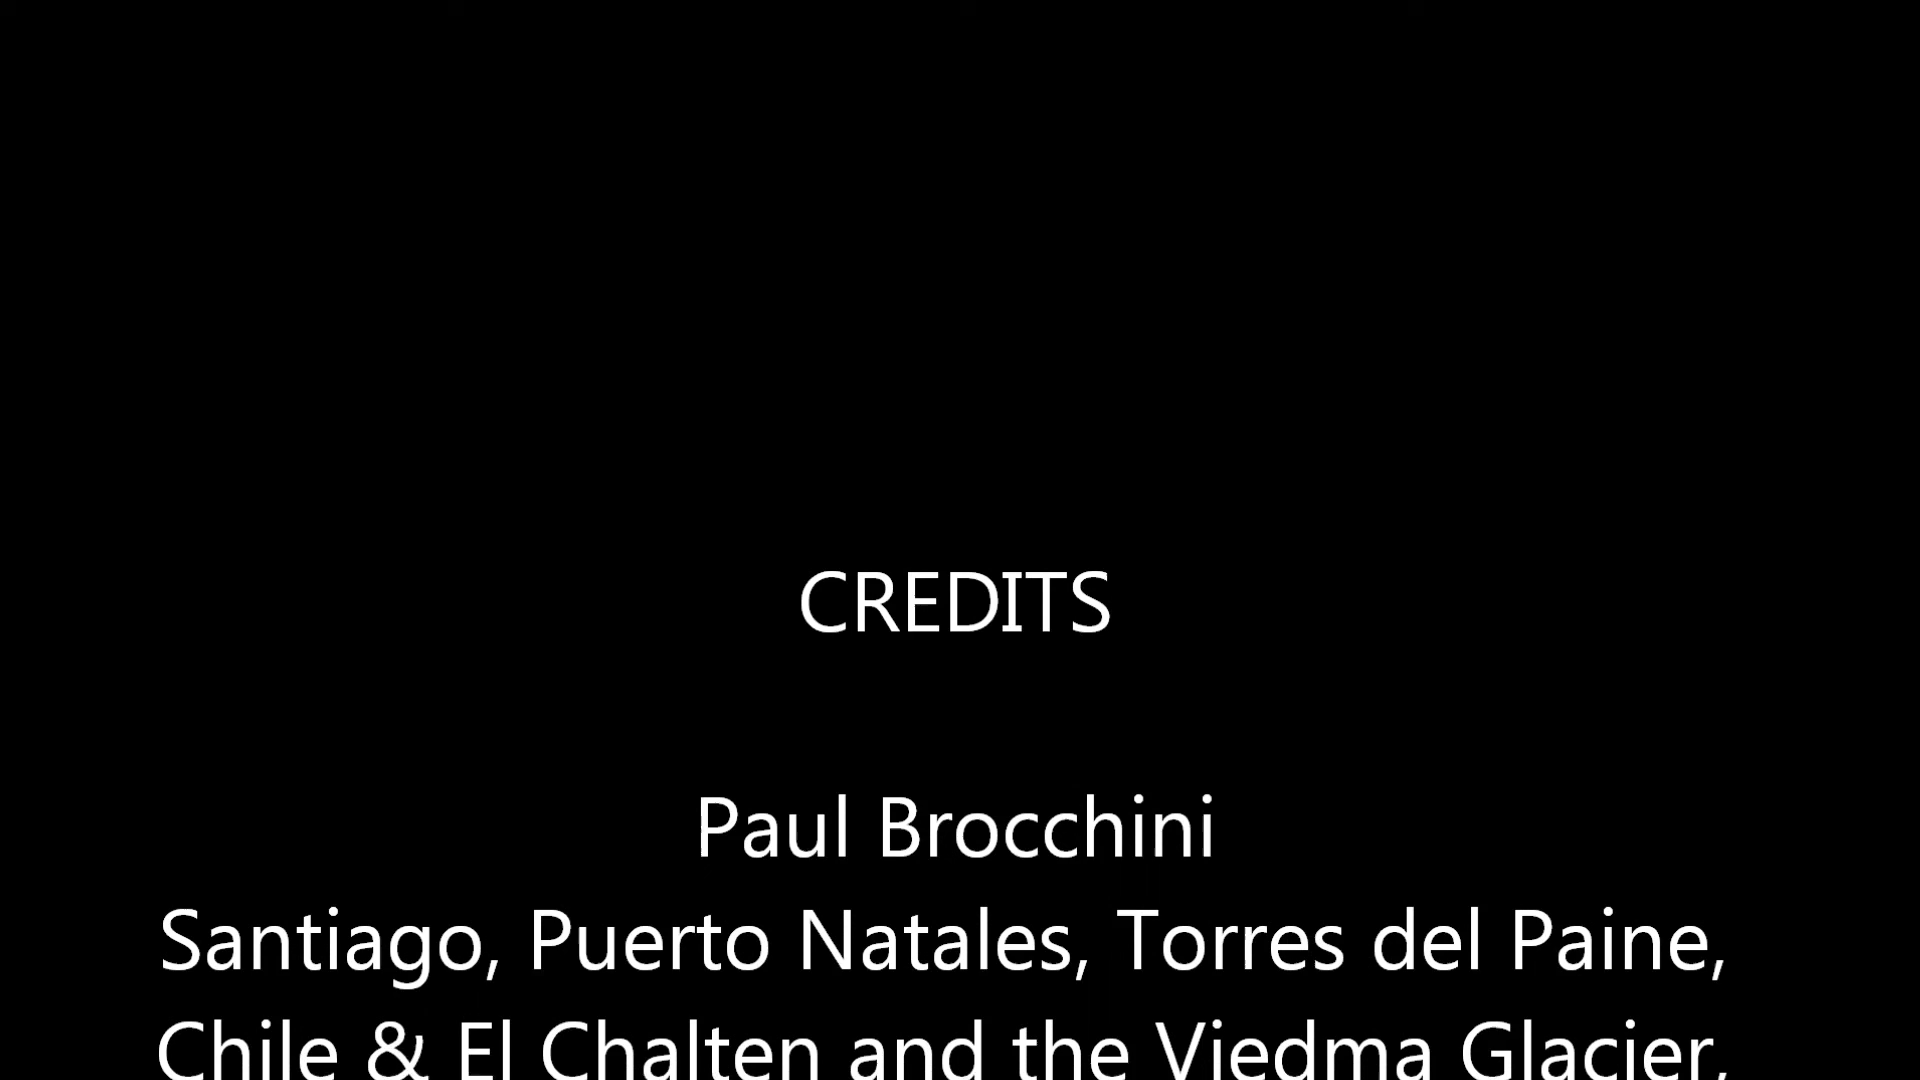 CREDITS
Paul Brocchini
Santiago, Puerto Natales, Torres del Paine,
Chile & El Chalten and the Viedma Glacier,